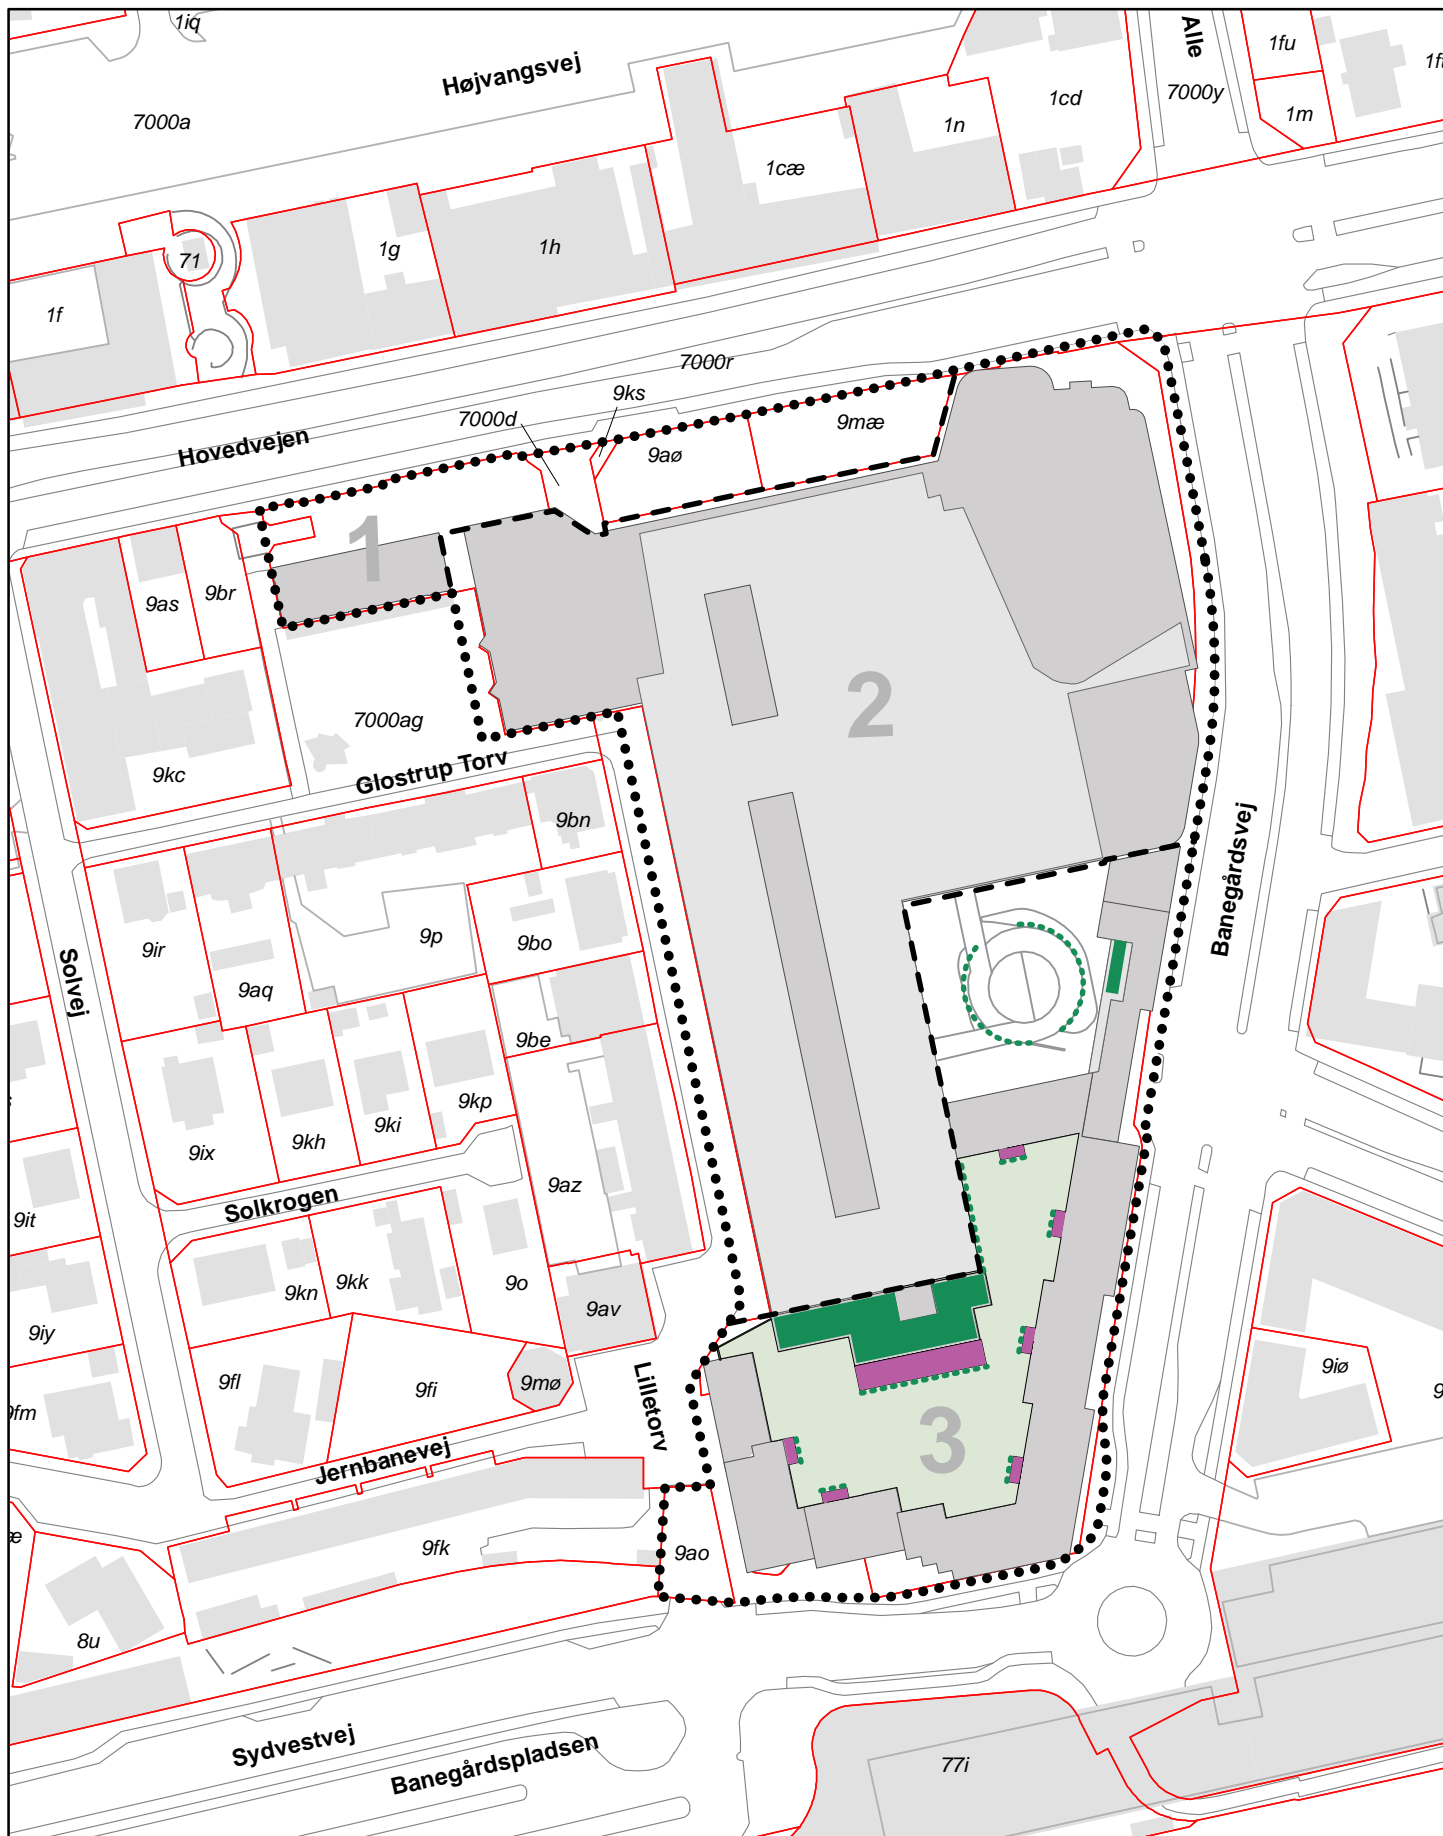 1iq
Højvangsvej
Alle
1fu
7000a
1cd
7000y
1m
1n
1cæ
1g
1h
71
1f
7000r
9ks
7000d
9mæ
9aø
Hovedvejen
1
9br
9as
2
7000ag
9kc
Glostrup Torv
9bn
Banegårdsvej
9ir
9p
9bo
Solvej
9aq
9be
9kp
9ki
9kh
9ix
9az
Solkrogen
9it
9kn
9kk
9o
9av
9iy
9fl
9fi
9mø
Lilletorv
9iø
9fm
3
Jernbanevej
9fk
9ao
8u
Sydvestvej
Banegårdspladsen
77i